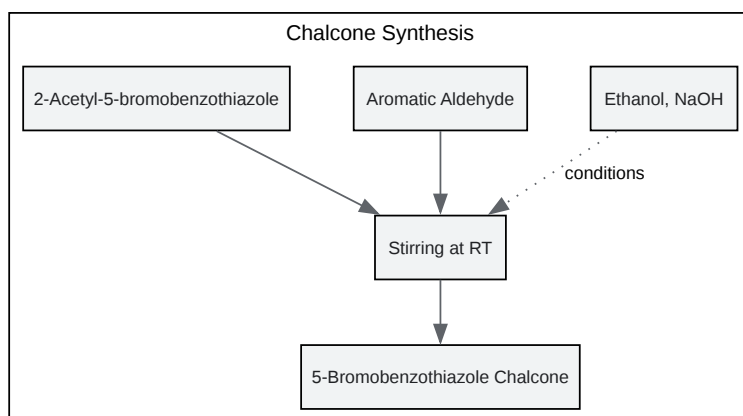 Chalcone Synthesis
2-Acetyl-5-bromobenzothiazole
Aromatic Aldehyde
Ethanol, NaOH
conditions
Stirring at RT
5-Bromobenzothiazole Chalcone